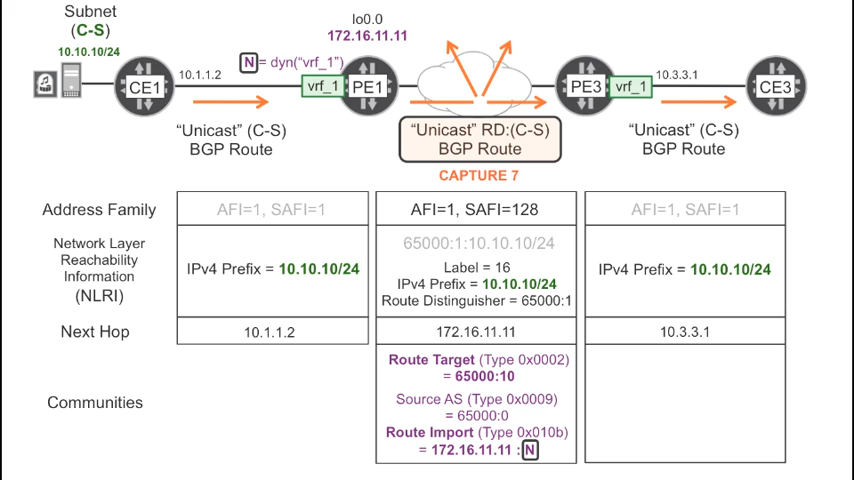 Subnet
(C-S)
10.10.10/24
lo0.0
172.16.11.11
N = dyn("vrf_1")
CE1
10.1.1.2
vrf_1
PE1
PE3
vrf_1
10.3.3.1
CE3
"Unicast" (C-S)
BGP Route
"Unicast" RD:(C-S)
BGP Route
"Unicast" (C-S)
BGP Route
CAPTURE 7
Address Family
AFI=1, SAFI=1
AFI=1, SAFI=128
AFI=1, SAFI=1
Network Layer
Reachability
Information
(NLRI)
IPv4 Prefix = 10.10.10/24
65000:1:10.10.10/24
Label = 16
IPv4 Prefix = 10.10.10/24
Route Distinguisher = 65000:1
IPv4 Prefix = 10.10.10/24
Next Hop
10.1.1.2
172.16.11.11
10.3.3.1
Communities
Route Target (Type 0x0002)
= 65000:10
Source AS (Type 0x0009)
= 65000:0
Route Import (Type 0x010b)
= 172.16.11.11 : N